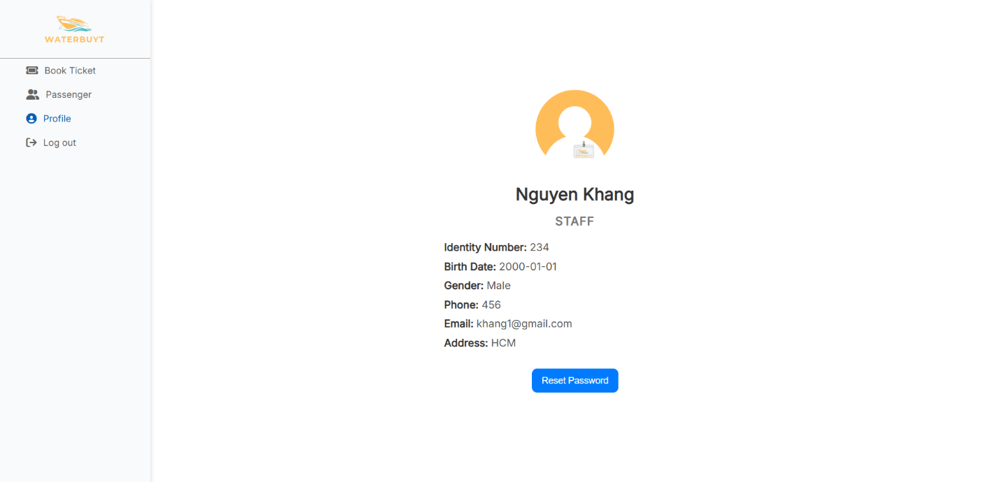 WATERBUYT
Book Ticket
Passenger
Profile
Log out
Nguyen Khang
STAFF
Identity Number: 234
Birth Date: 2000-01-01
Gender: Male
Phone: 456
Email: khang1@gmail.com
Address: HCM
Reset Password